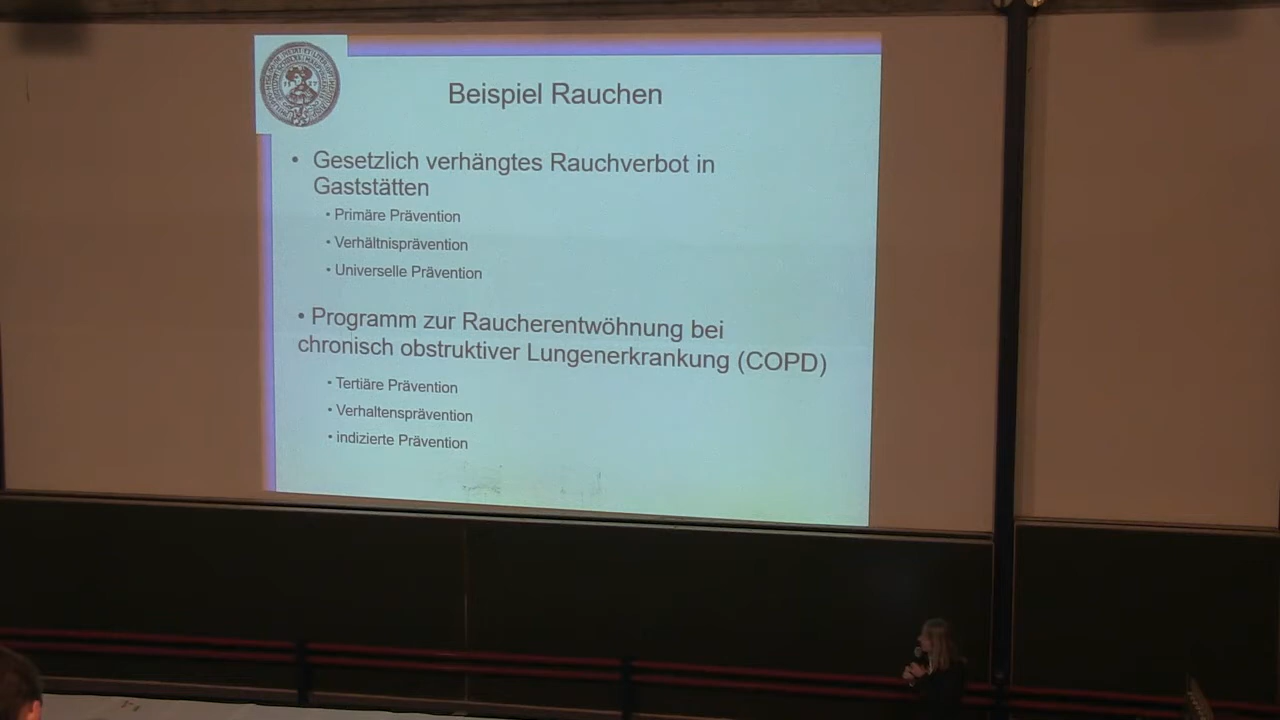 Beispiel Rauchen
• Gesetzlich verhängtes Rauchverbot in
Gaststätten
• Primäre Prävention
• Verhältnisprävention
• Universelle Prävention
• Programm zur Raucherentwöhnung bei
chronisch obstruktiver Lungenerkrankung (COPD)
• Tertiäre Prävention
• Verhaltensprävention
• indizierte Prävention